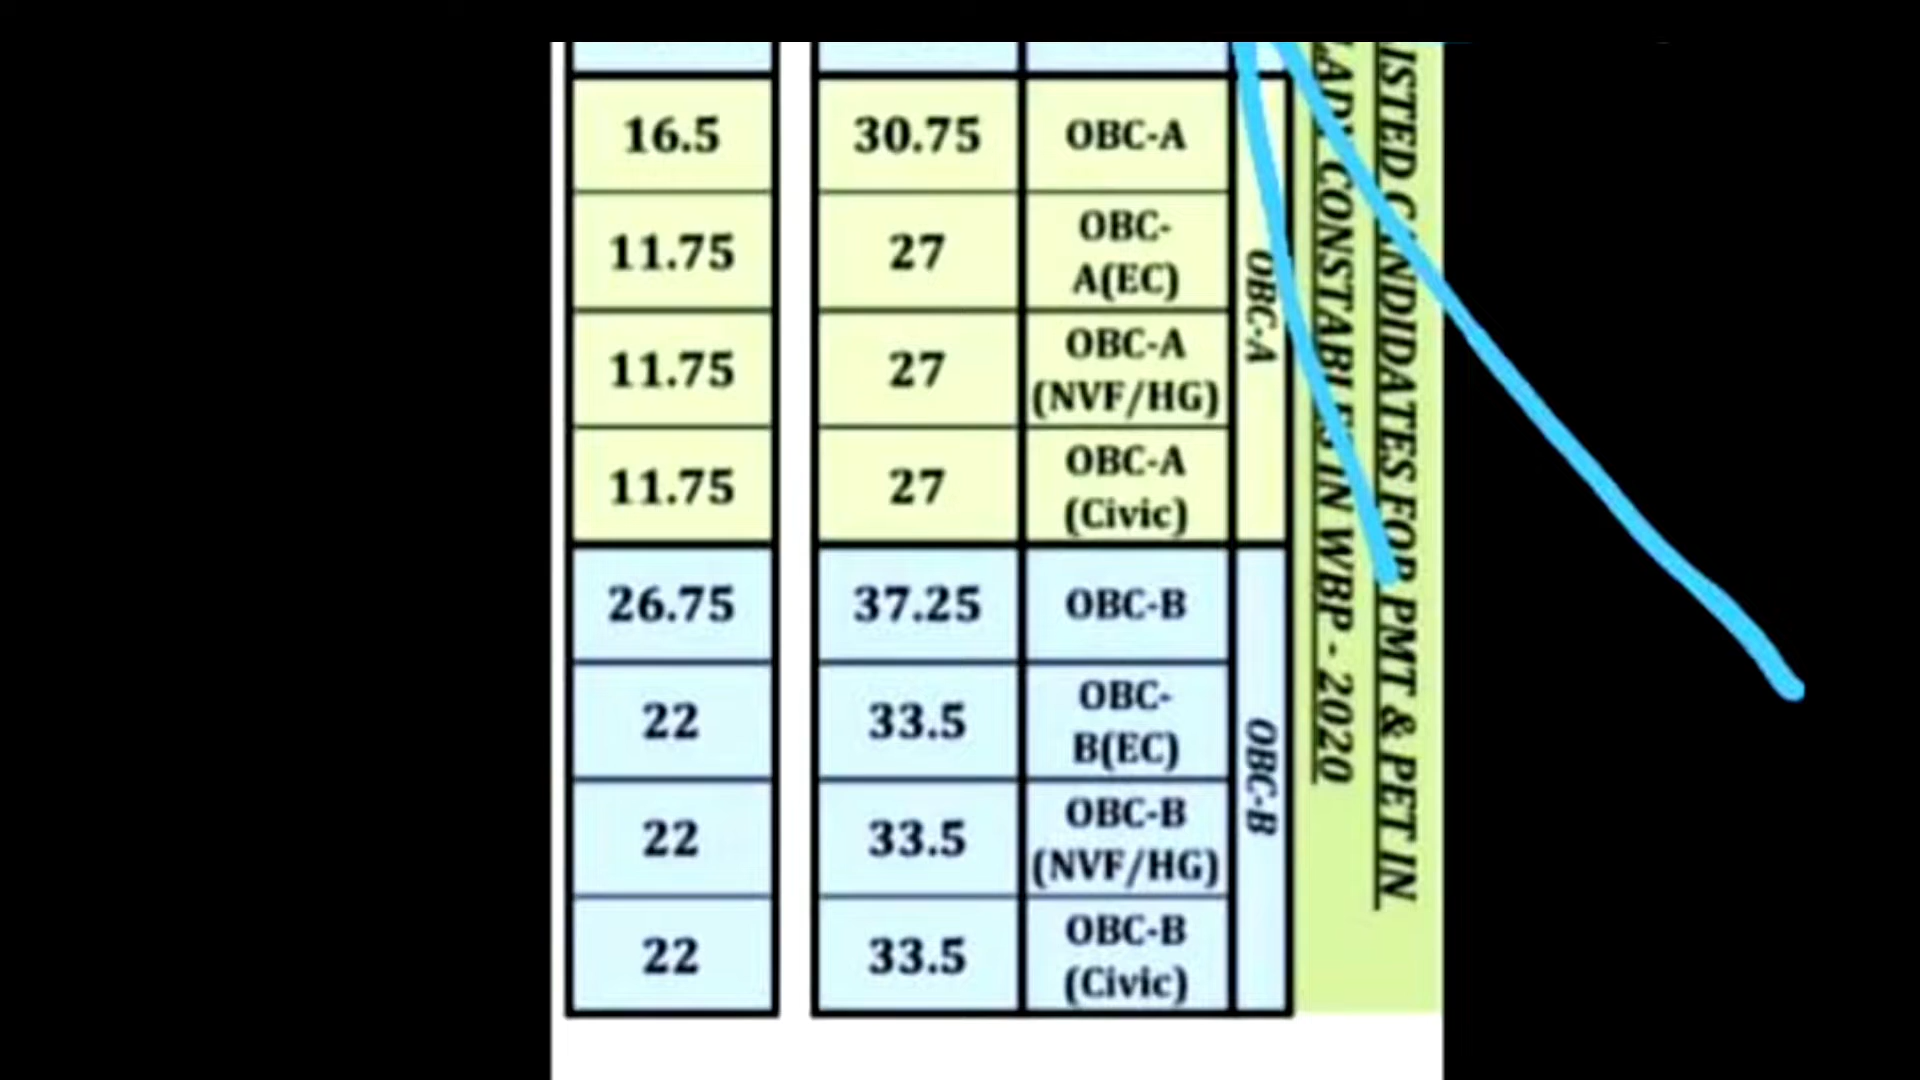 16.5 30.75 OBC-A
11.75 27 OBC-
A(EC)
11.75 27 OBC-A
(NVF/HG)
11.75 27 OBC-A
(Civic)
OBC-A
26.75 37.25 OBC-B
22 33.5 OBC-
B(EC)
22 33.5 OBC-B
(NVF/HG)
22 33.5 OBC-B
(Civic)
OBC-B
CANDIDATES FOR PMT & PET IN
LADY CONSTABLES IN WBP - 2020